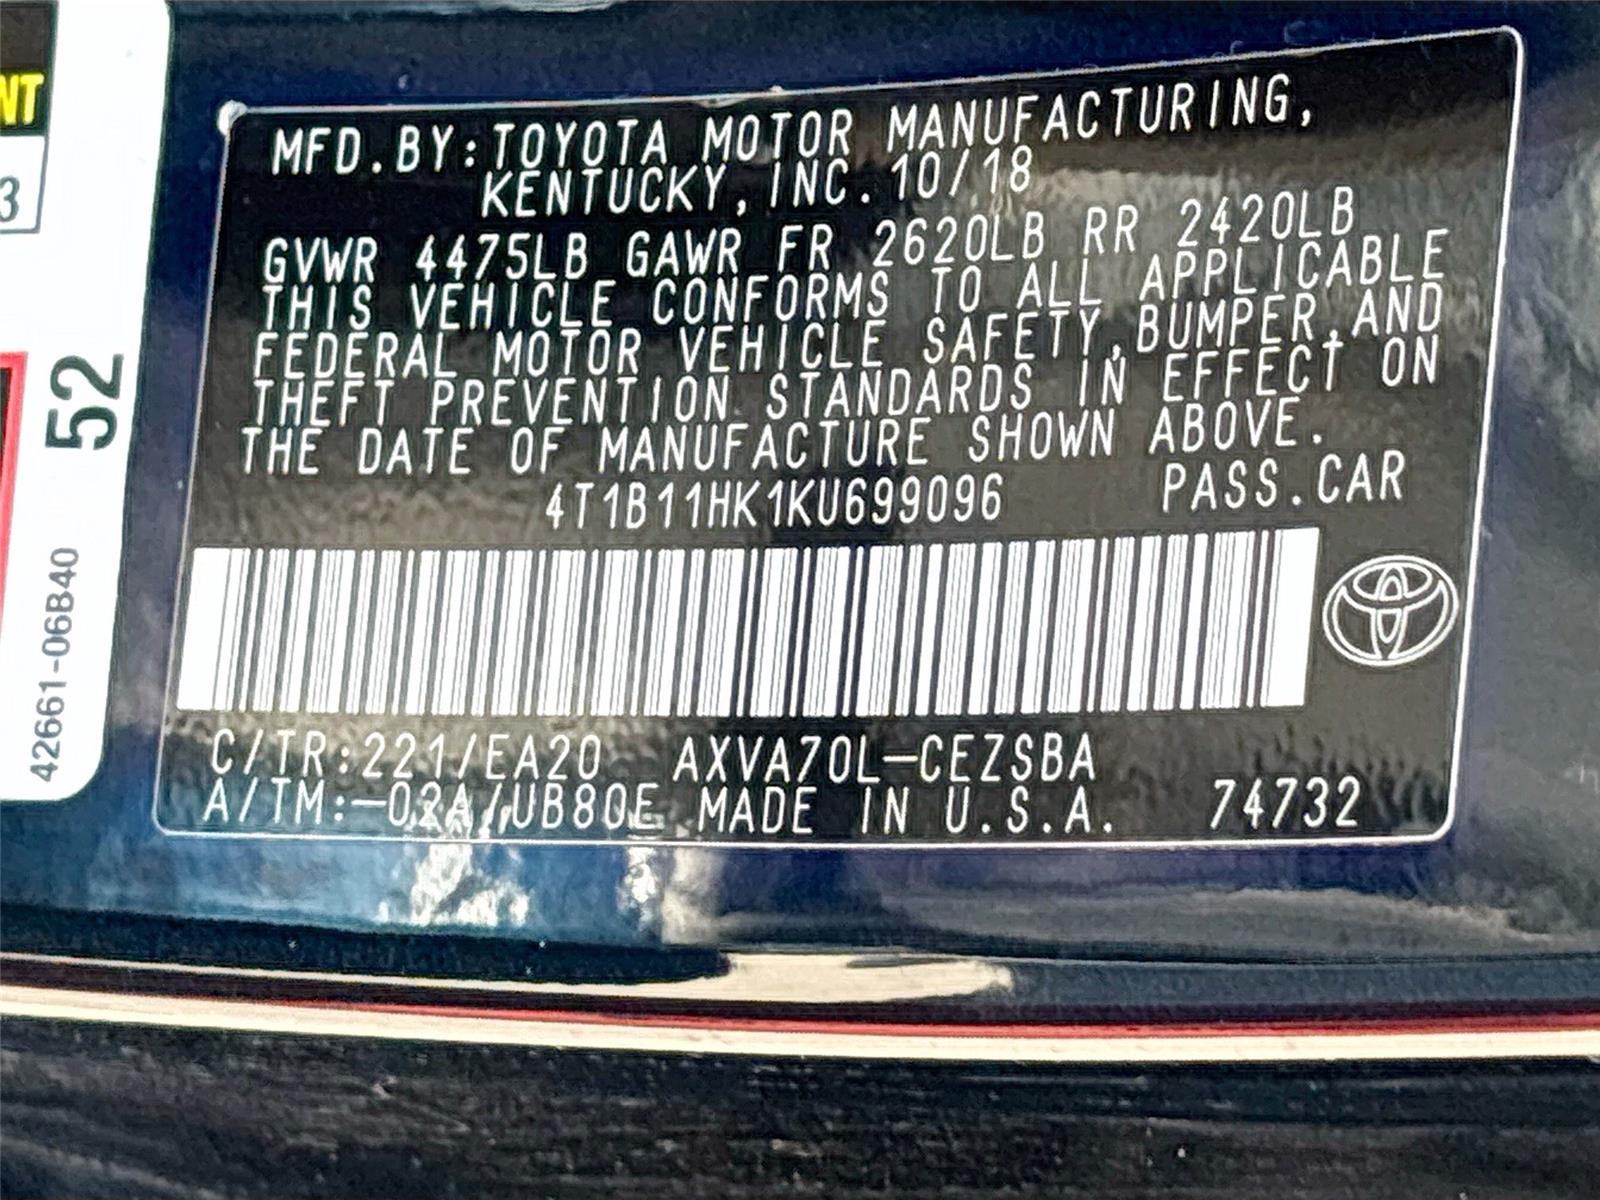 NT
3
52
42661-06B40
MFD.BY:TOYOTA MOTOR MANUFACTURING,
KENTUCKY, INC. 10/18
GVWR 4475LB GAWR FR 2620LB RR 2420LB
THIS VEHICLE CONFORMS TO ALL APPLICABLE
FEDERAL MOTOR VEHICLE SAFETY,BUMPER,AND
THEFT PREVENTION STANDARDS IN EFFECT ON
THE DATE OF MANUFACTURE SHOWN ABOVE.
4T1B11HK1KU699096 PASS.CAR
C/TR:221/EA20 AXVA70L-CEZSBA
A/TM:-02A/UB80E MADE IN U.S.A. 74732